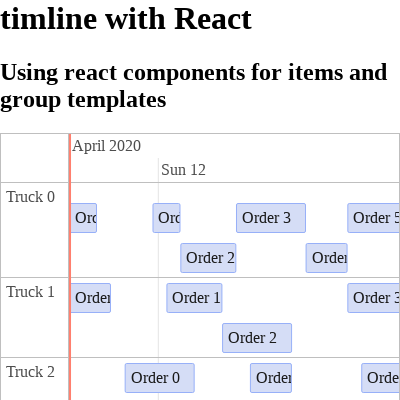 timline with React
Using react components for items and
group templates
April 2020
Sun 12
Truck 0
Order 3
Order 5
Order 2
Order
Truck 1
Order
Order 1
Order 3
Order 2
Truck 2
Order 0
Order
Orde